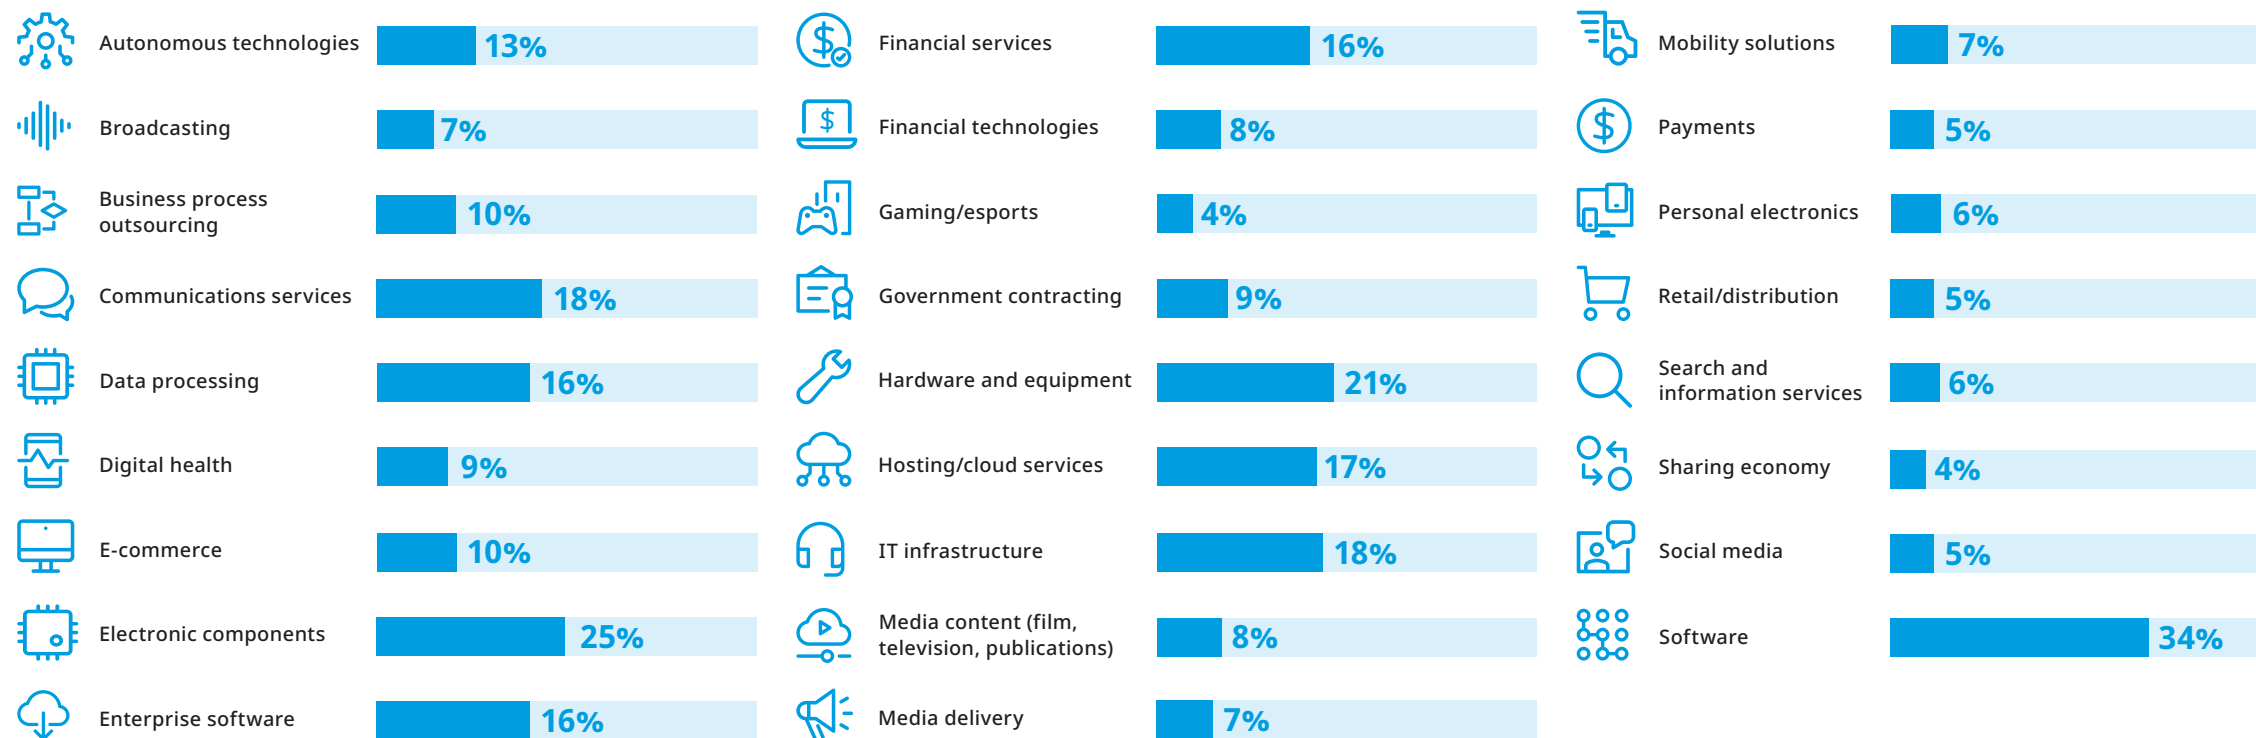 Autonomous technologies 13%
Broadcasting 7%
Business process
outsourcing 10%
Communications services 18%
Data processing 16%
Digital health 9%
E-commerce 10%
Electronic components 25%
Enterprise software 16%
$ Financial services 16%
$ Financial technologies 8%
Gaming/esports 4%
Government contracting 9%
Hardware and equipment 21%
Hosting/cloud services 17%
IT infrastructure 18%
Media content (film,
television, publications) 8%
Media delivery 7%
Mobility solutions 7%
$ Payments 5%
Personal electronics 6%
Retail/distribution 5%
Search and
information services 6%
Sharing economy 4%
Social media 5%
Software 34%